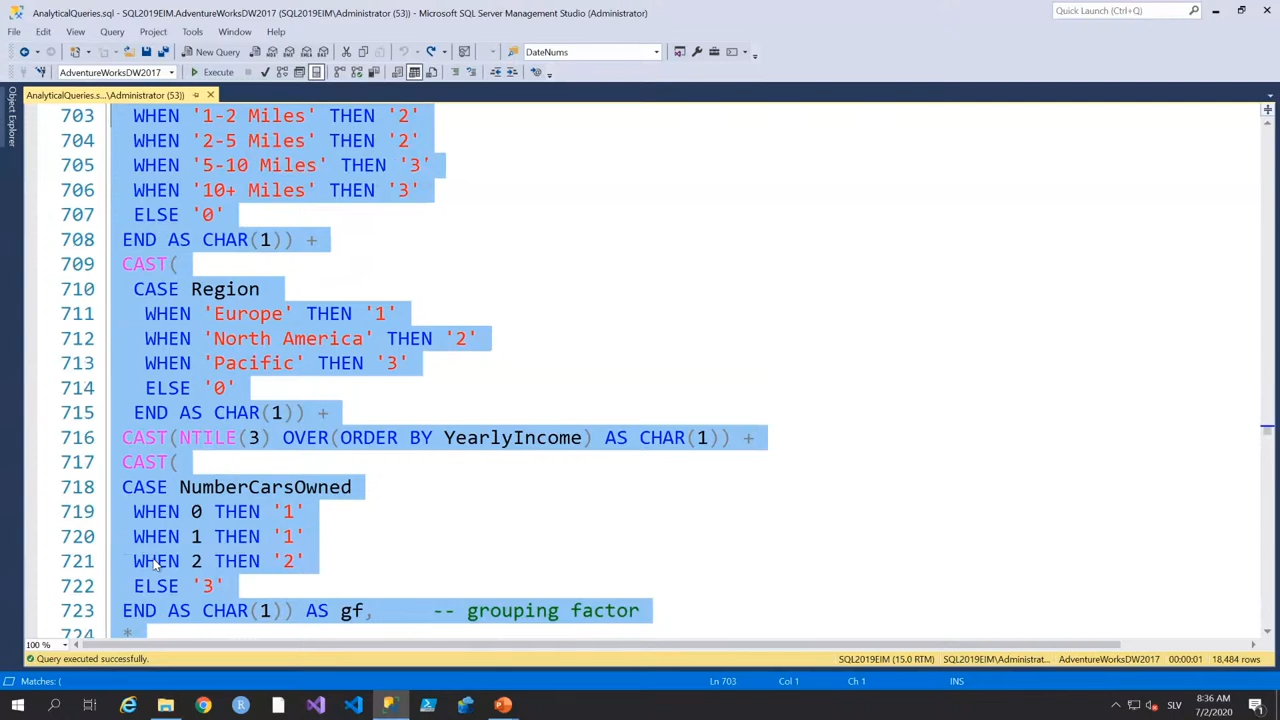 AnalyticalQueries.sql - SQL2019EIM.AdventureWorksDW2017 (SQL2019EIM\Administrator (53)) - Microsoft SQL Server Management Studio (Administrator)
Quick Launch (Ctrl+Q)
File Edit View Query Project Tools Window Help
New Query
DateNums
AdventureWorksDW2017
Execute
AnalyticalQueries.s...\Administrator (53))
Object Explorer
703 WHEN '1-2 Miles' THEN '2'
704 WHEN '2-5 Miles' THEN '2'
705 WHEN '5-10 Miles' THEN '3'
706 WHEN '10+ Miles' THEN '3'
707 ELSE '0'
708 END AS CHAR(1)) +
709 CAST(
710 CASE Region
711 WHEN 'Europe' THEN '1'
712 WHEN 'North America' THEN '2'
713 WHEN 'Pacific' THEN '3'
714 ELSE '0'
715 END AS CHAR(1)) +
716 CAST(NTILE(3) OVER(ORDER BY YearlyIncome) AS CHAR(1)) +
717 CAST(
718 CASE NumberCarsOwned
719 WHEN 0 THEN '1'
720 WHEN 1 THEN '1'
721 WHEN 2 THEN '2'
722 ELSE '3'
723 END AS CHAR(1)) AS gf, -- grouping factor
724 *
100 %
Query executed successfully.
SQL2019EIM (15.0 RTM) SQL2019EIM\Administrat... AdventureWorksDW2017 00:00:01 18,484 rows
Matches: (
Ln 703 Col 1 Ch 1 INS
SLV
8:36 AM
7/2/2020